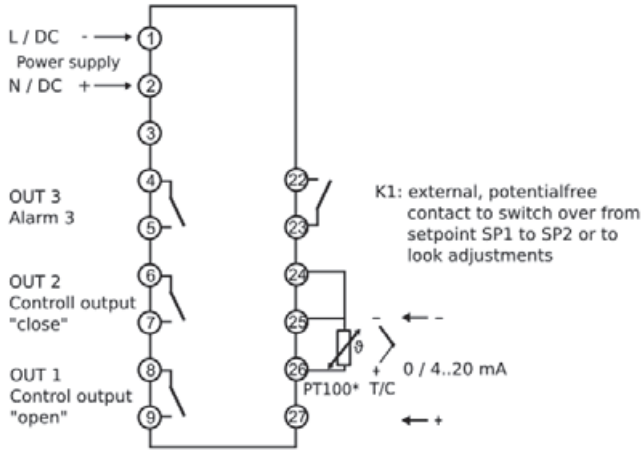 L / DC -
Power supply
N / DC +
1
2
3
4
5
6
7
8
9
OUT 3
Alarm 3
OUT 2
Controll output
"close"
OUT 1
Control output
"open"
22
23
24
25
26
27
K1: external, potentialfree
contact to switch over from
setpoint SP1 to SP2 or to
look adjustments
- -
ϑ
+ 0 / 4..20 mA
PT100* T/C
+